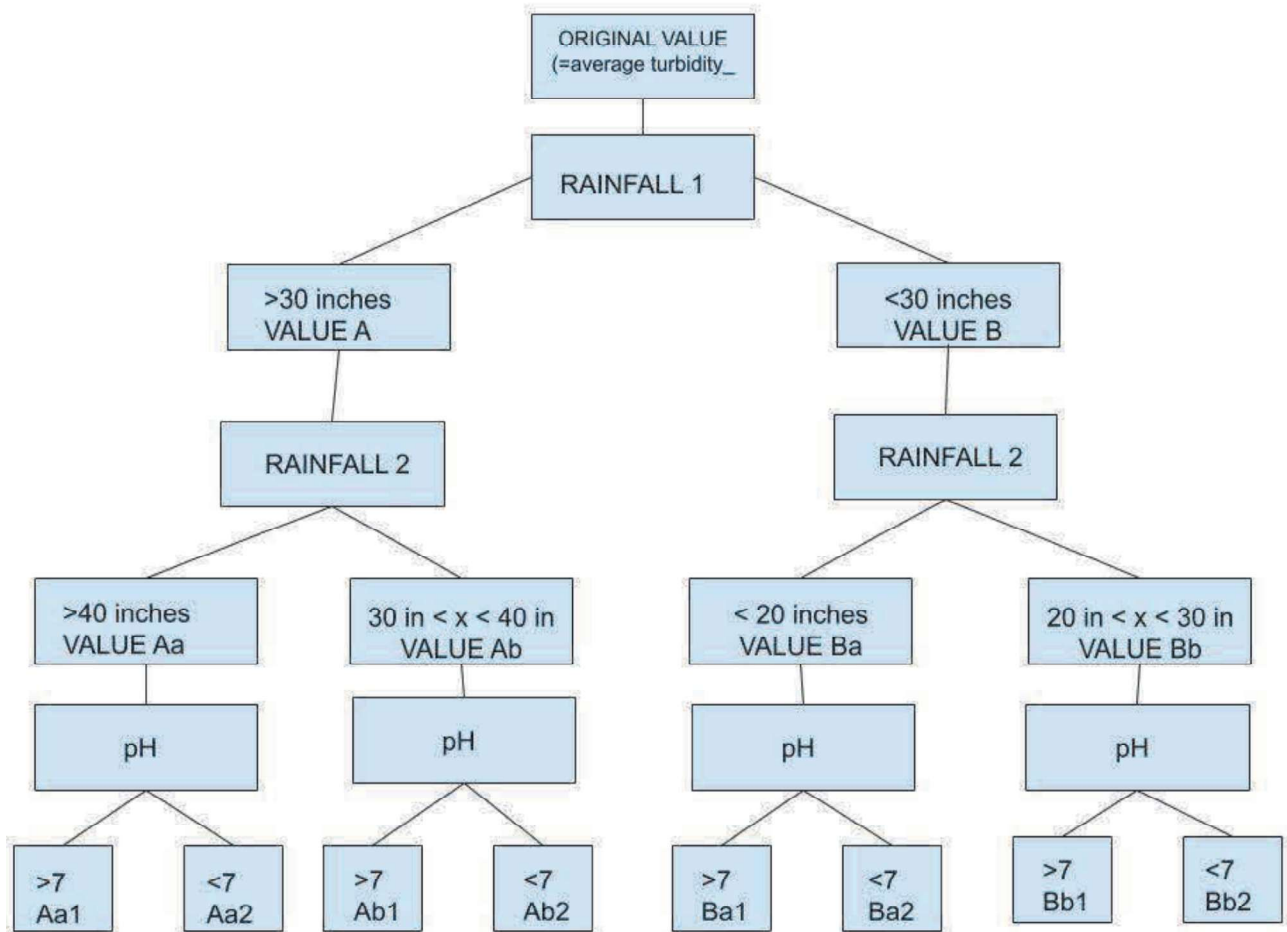 ORIGINAL VALUE
(=average turbidity_
RAINFALL 1
>30 inches
VALUE A
<30 inches
VALUE B
RAINFALL 2
RAINFALL 2
>40 inches
VALUE Aa
30 in < x < 40 in
VALUE Ab
< 20 inches
VALUE Ba
20 in < x < 30 in
VALUE Bb
pH
pH
pH
pH
>7
Aa1
<7
Aa2
>7
Ab1
<7
Ab2
>7
Ba1
<7
Ba2
>7
Bb1
<7
Bb2